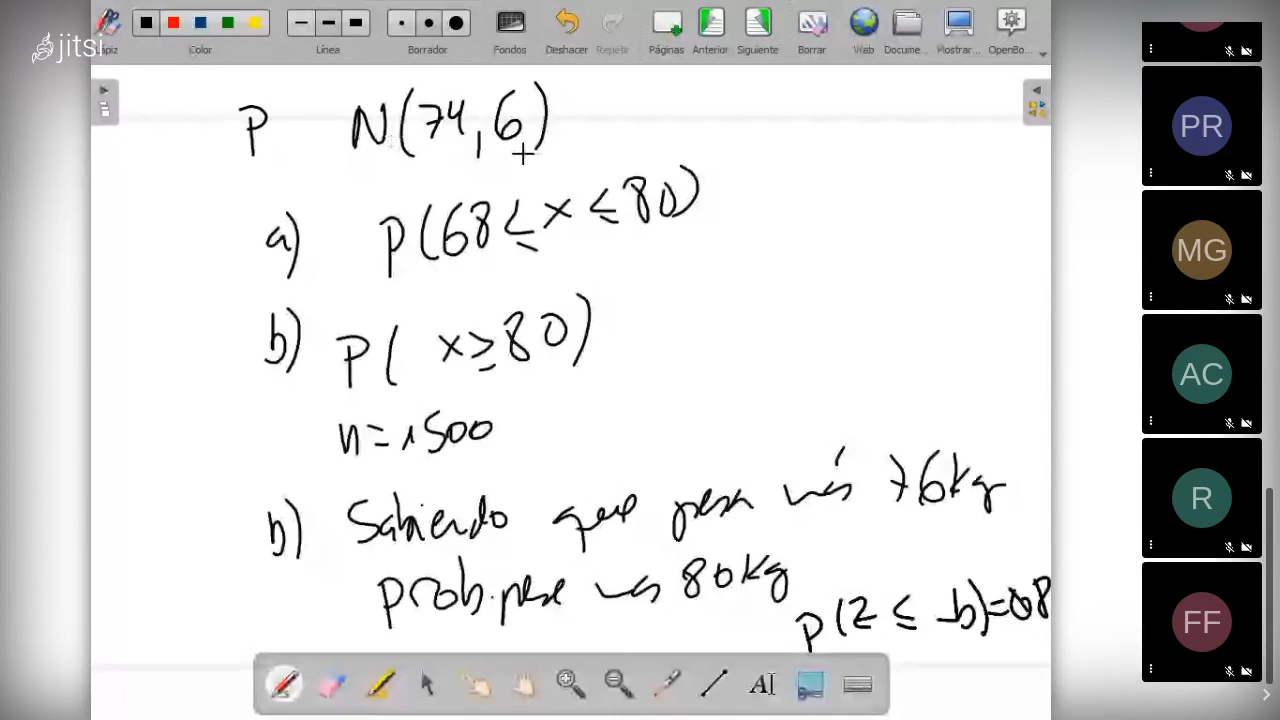 jitsi
Lápiz Color Línea Borrador Fondos Deshacer Repetir Páginas Anterior Siguiente Borrar Web Docume... Mostrar... OpenBo...
P N(74,6)
a) P(68≤x≤80)
b) P( x≥80)
n=1500
b) Sabiendo que pesa más 76kg
prob. pese más 80kg
P(Z ≤ -b)=0'8
PR
MG
AC
R
FF
AI